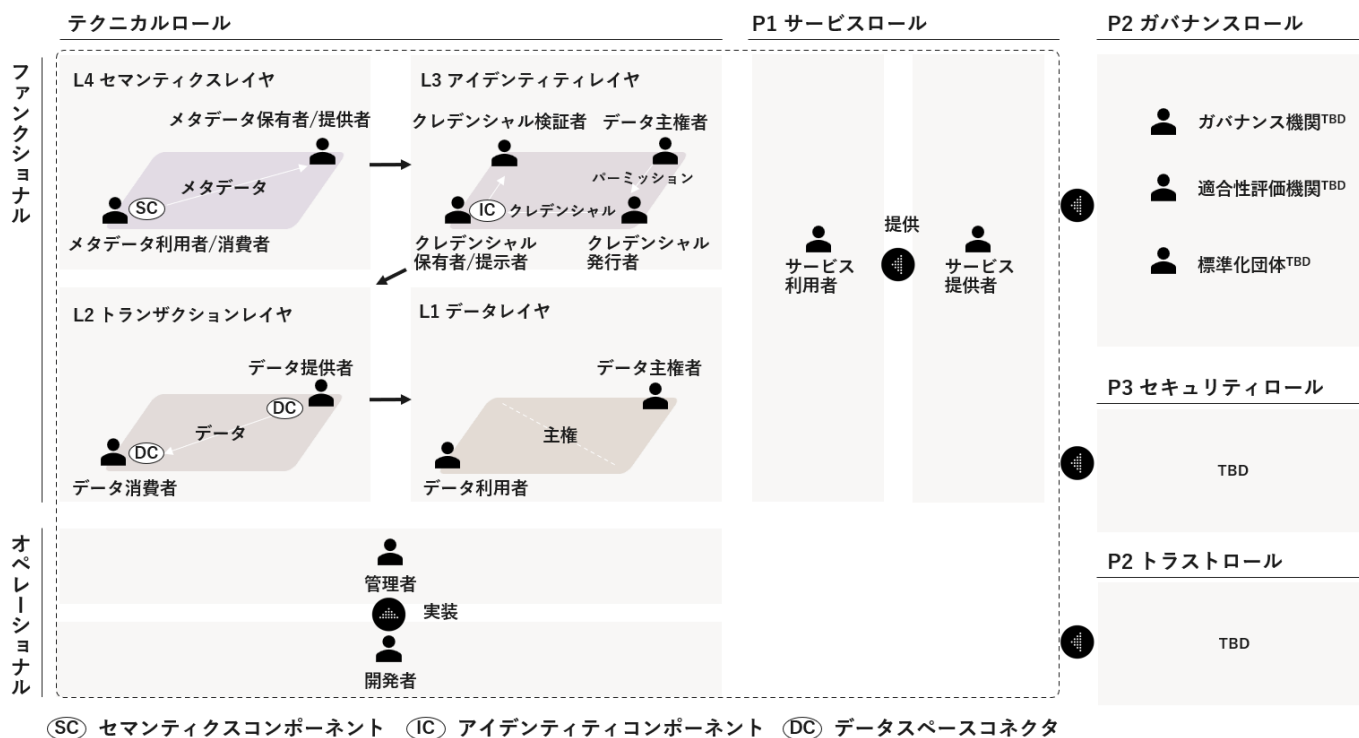 テクニカルロール
P1 サービスロール
P2 ガバナンスロール
ファンクショナル
L4 セマンティクスレイヤ
メタデータ保有者/提供者
メタデータ
SC
メタデータ利用者/消費者
L3 アイデンティティレイヤ
クレデンシャル検証者
データ主権者
パーミッション
IC
クレデンシャル
クレデンシャル
保有者/提示者
クレデンシャル
発行者
L2 トランザクションレイヤ
データ提供者
DC
データ
DC
データ消費者
L1 データレイヤ
データ主権者
主権
データ利用者
サービス
利用者
提供
サービス
提供者
ガバナンス機関TBD
適合性評価機関TBD
標準化団体TBD
P3 セキュリティロール
TBD
P2 トラストロール
TBD
オペレーショナル
管理者
実装
開発者
SC セマンティクスコンポーネント IC アイデンティティコンポーネント DC データスペースコネクタ